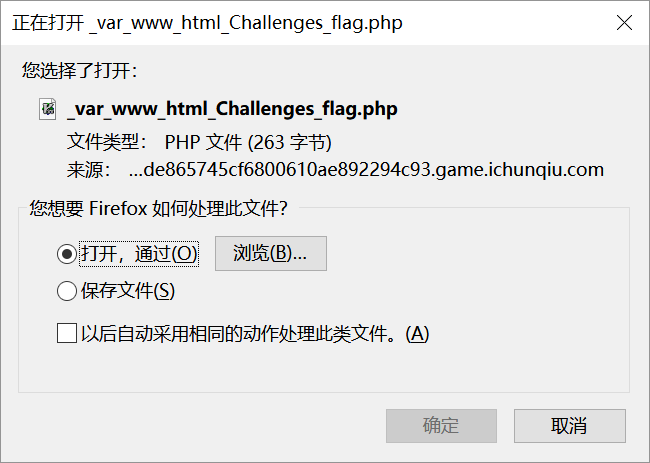 正在打开 _var_www_html_Challenges_flag.php
您选择了打开：
_var_www_html_Challenges_flag.php
文件类型： PHP 文件 (263 字节)
来源： ...de865745cf6800610ae892294c93.game.ichunqiu.com
您想要 Firefox 如何处理此文件？
打开，通过(O) 浏览(B)...
保存文件(S)
以后自动采用相同的动作处理此类文件。(A)
确定 取消